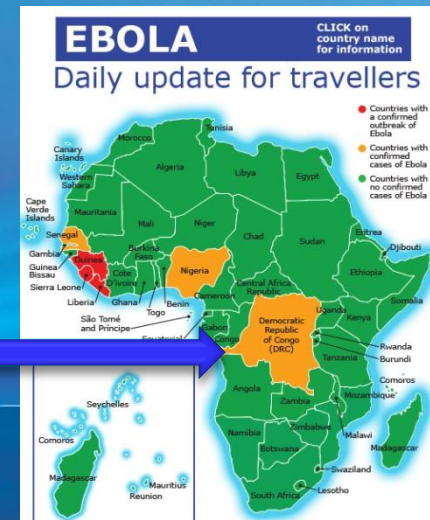 EBOLA
CLICK on
country name
for information
Daily update for travellers
Countries with
a confirmed
outbreak of
Ebola
Countries with
confirmed
cases of Ebola
Countries with
no confirmed
cases of Ebola
Tunisia
Morocco
Canary
Islands
Algeria
Libya
Egypt
Western
Sahara
Cape
Verde
Islands
Mauritania
Mali
Niger
Chad
Sudan
Eritrea
Djibouti
Senegal
Gambia
Guinea
Bissau
Guinea
Sierra Leone
Liberia
Cote
D'ivoire
Burkina
Faso
Ghana
Togo
Benin
Nigeria
Cameroon
Central Africa
Republic
Ethiopia
Somalia
São Tomé
and Príncipe
Equatorial
Gabon
Congo
Democratic
Republic
of Congo
(DRC)
Uganda
Kenya
Rwanda
Burundi
Tanzania
Comoros
Angola
Zambia
Mozambique
Malawi
Zimbabwe
Namibia
Botswana
Madagascar
Swaziland
Lesotho
South Africa
Seychelles
Comoros
Madagascar
Mauritius
Reunion